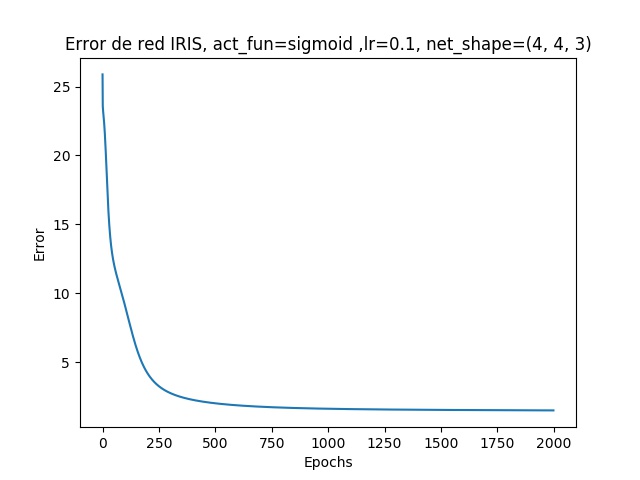 Error de red IRIS, act_fun=sigmoid ,lr=0.1, net_shape=(4, 4, 3)
25
20
15
10
5
Error
0 250 500 750 1000 1250 1500 1750 2000
Epochs